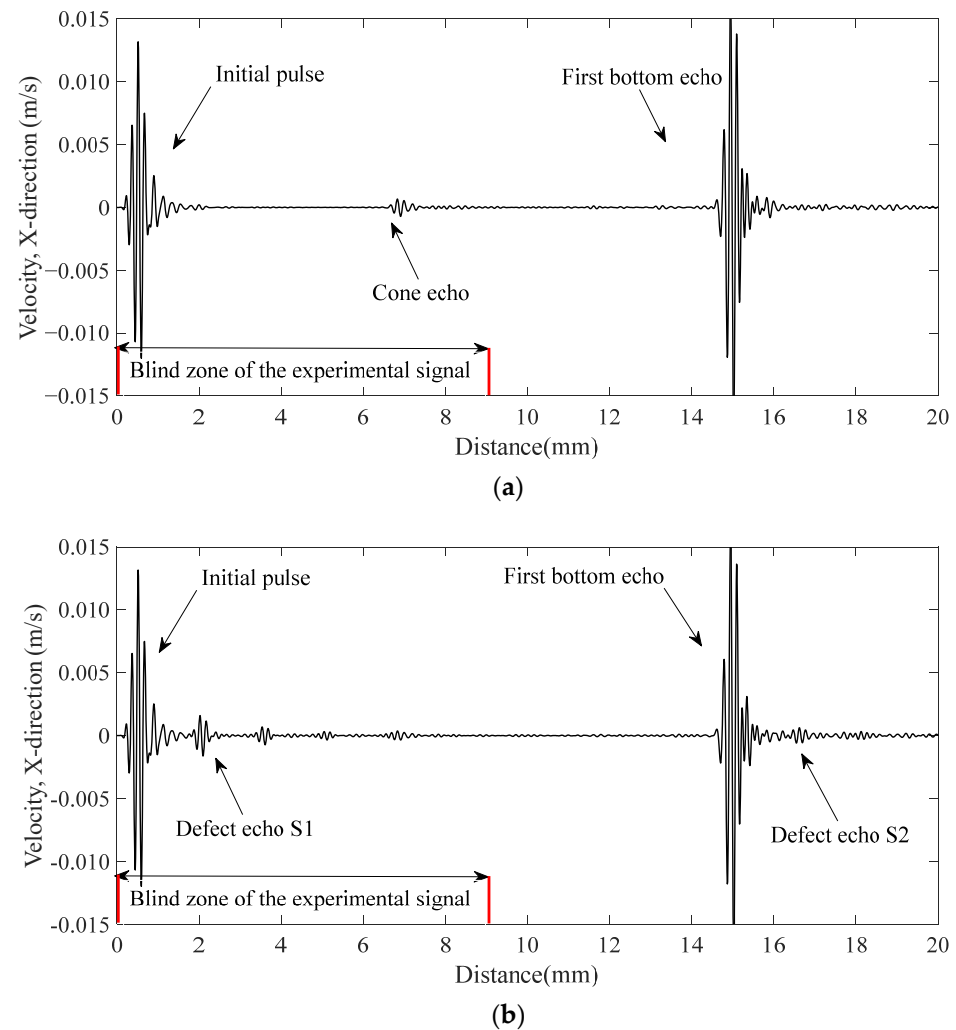 0.015
Initial pulse
First bottom echo
0.010
0.005
0
−0.005
Cone echo
−0.010
Blind zone of the experimental signal
−0.015
Velocity, X-direction (m/s)
0 2 4 6 8 10 12 14 16 18 20
Distance(mm)
(a)
0.015
Initial pulse
First bottom echo
0.010
0.005
0
-0.005
Defect echo S1
Defect echo S2
-0.010
Blind zone of the experimental signal
-0.015
Velocity, X-direction (m/s)
0 2 4 6 8 10 12 14 16 18 20
Distance(mm)
(b)